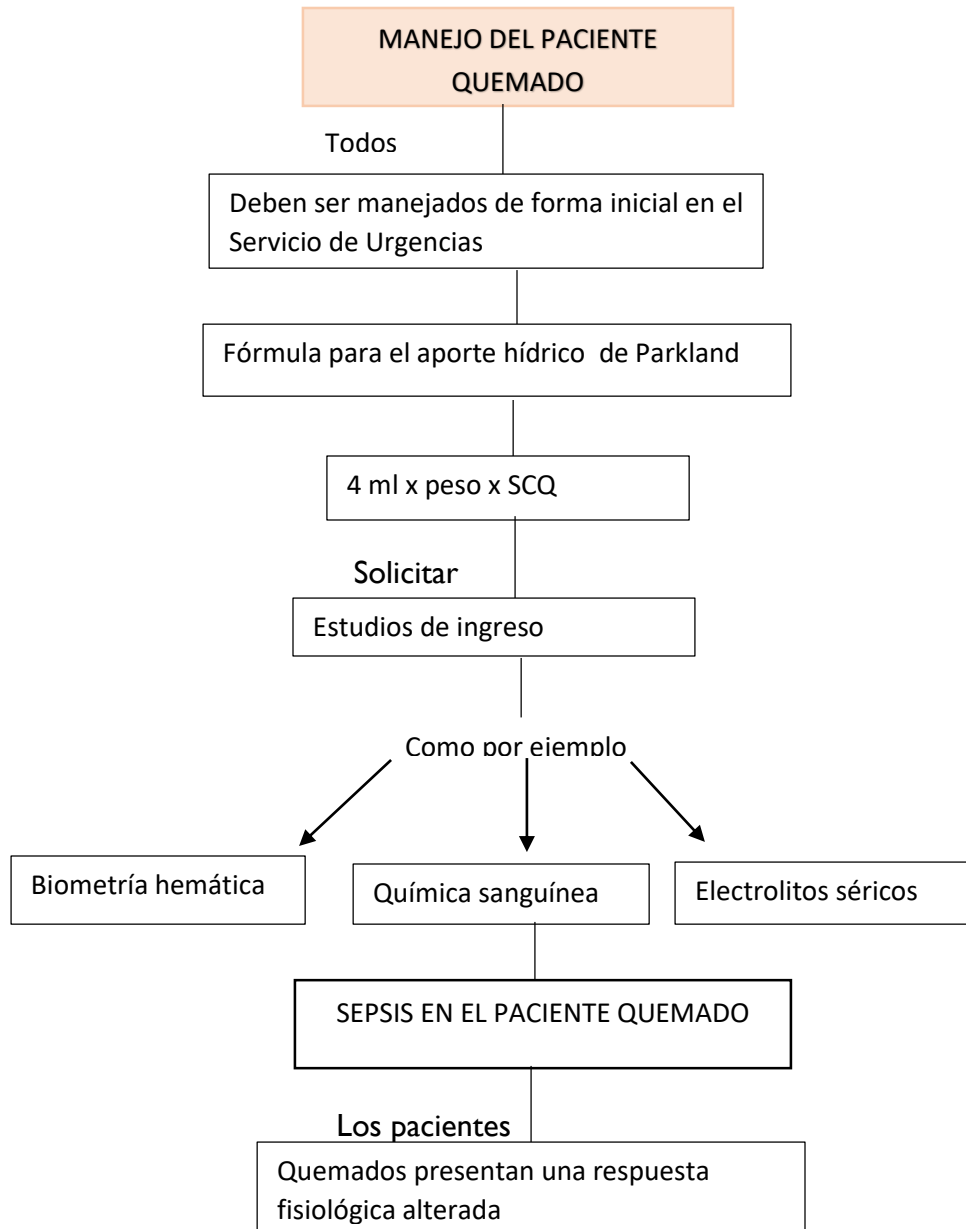 MANEJO DEL PACIENTE
QUEMADO
Todos
Deben ser manejados de forma inicial en el
Servicio de Urgencias
Fórmula para el aporte hídrico de Parkland
4 ml x peso x SCQ
Solicitar
Estudios de ingreso
Como por ejemplo
Biometría hemática
Química sanguínea
Electrolitos séricos
SEPSIS EN EL PACIENTE QUEMADO
Los pacientes
Quemados presentan una respuesta
fisiológica alterada